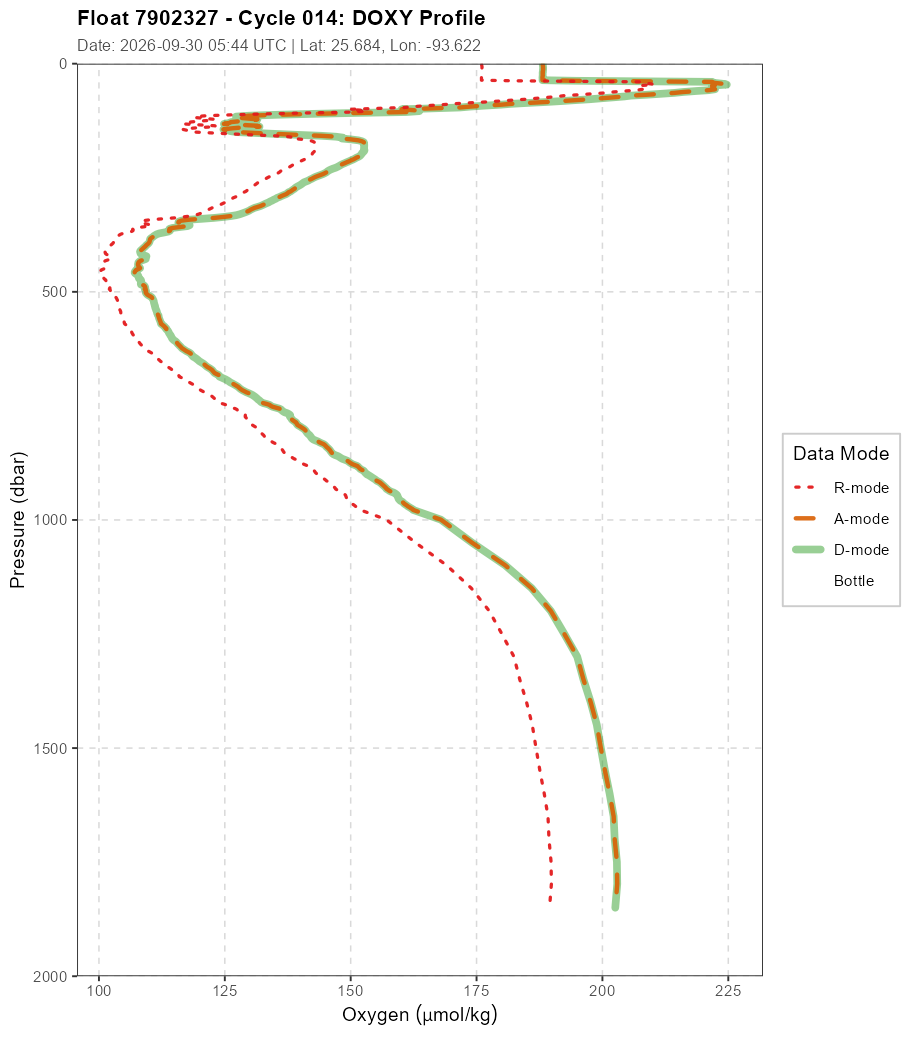 Float 7902327 - Cycle 014: DOXY Profile
Date: 2026-09-30 05:44 UTC | Lat: 25.684, Lon: -93.622
0
500
1000
1500
2000
Pressure (dbar)
100 125 150 175 200 225
Oxygen (µmol/kg)
Data Mode
R-mode
A-mode
D-mode
Bottle